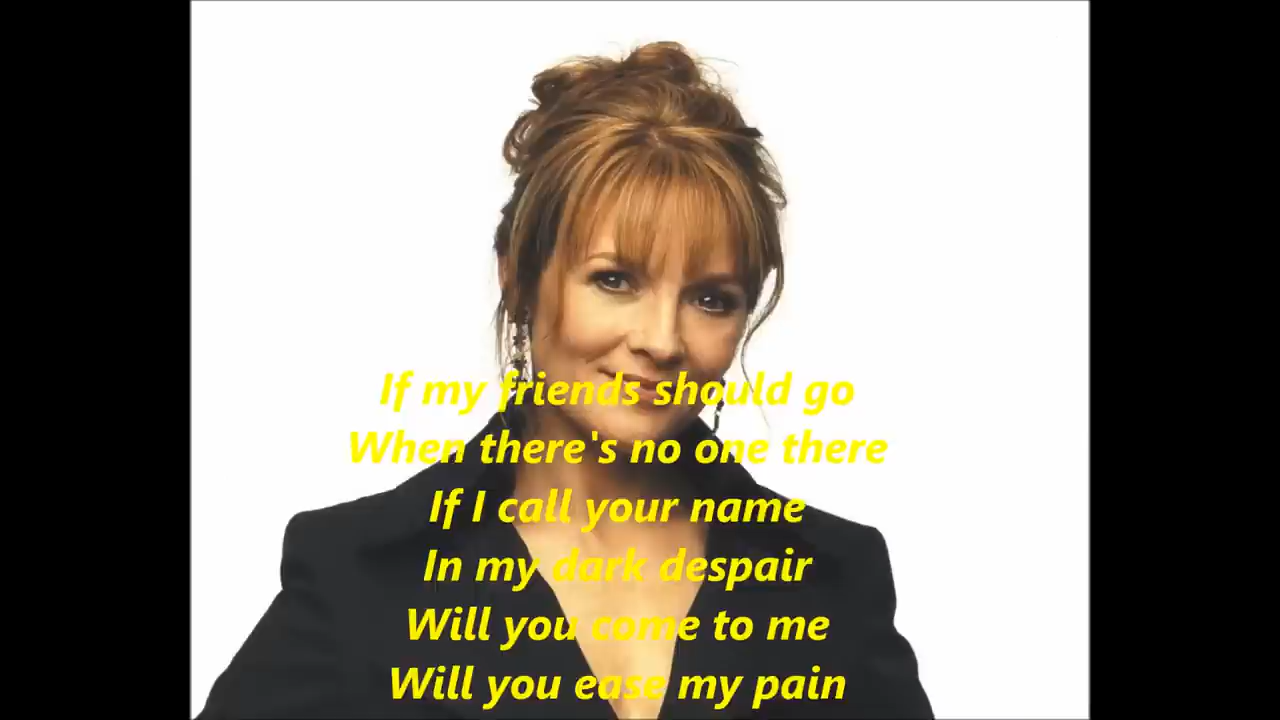 If my friends should go
When there's no one there
If I call your name
In my dark despair
Will you come to me
Will you ease my pain